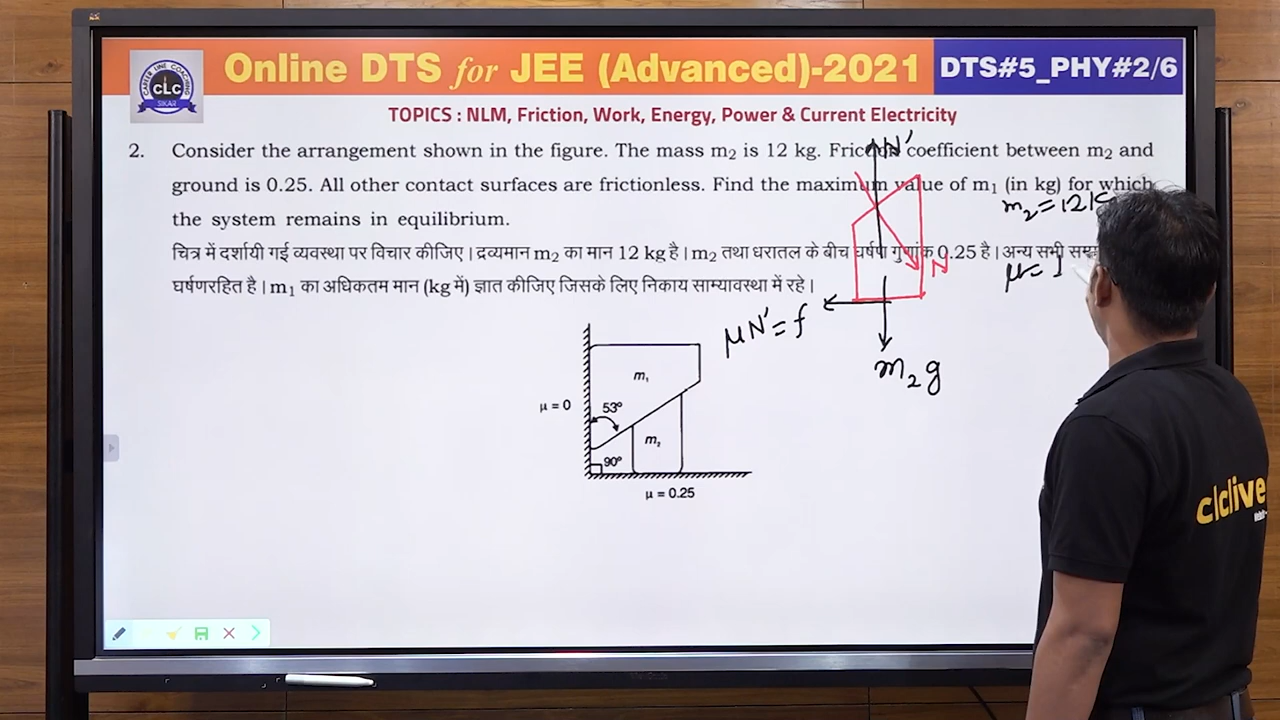 Online DTS for JEE (Advanced)-2021
DTS#5_PHY#2/6
CAREER LINE COACHING
CLC
SIKAR
TOPICS : NLM, Friction, Work, Energy, Power & Current Electricity
2. Consider the arrangement shown in the figure. The mass m₂ is 12 kg. coefficient between m₂ and
ground is 0.25. All other contact surfaces are frictionless. Find the maximum value of m₁ (in kg) for which
the system remains in equilibrium.
चित्र में दर्शायी गई व्यवस्था पर विचार कीजिए। द्रव्यमान m₂ का मान 12 kg है। m₂ तथा धरातल के बीच घर्षण गुणांक 0.25 है। अन्य सभी
घर्षणरहित है। m₁ का अधिकतम मान (kg में) ज्ञात कीजिए जिसके लिए निकाय साम्यावस्था में रहे।
N'
m₂ = 12
μ = 1
N
μN' = f
m₂g
m₁
μ = 0
53°
m₂
90°
μ = 0.25
clclive